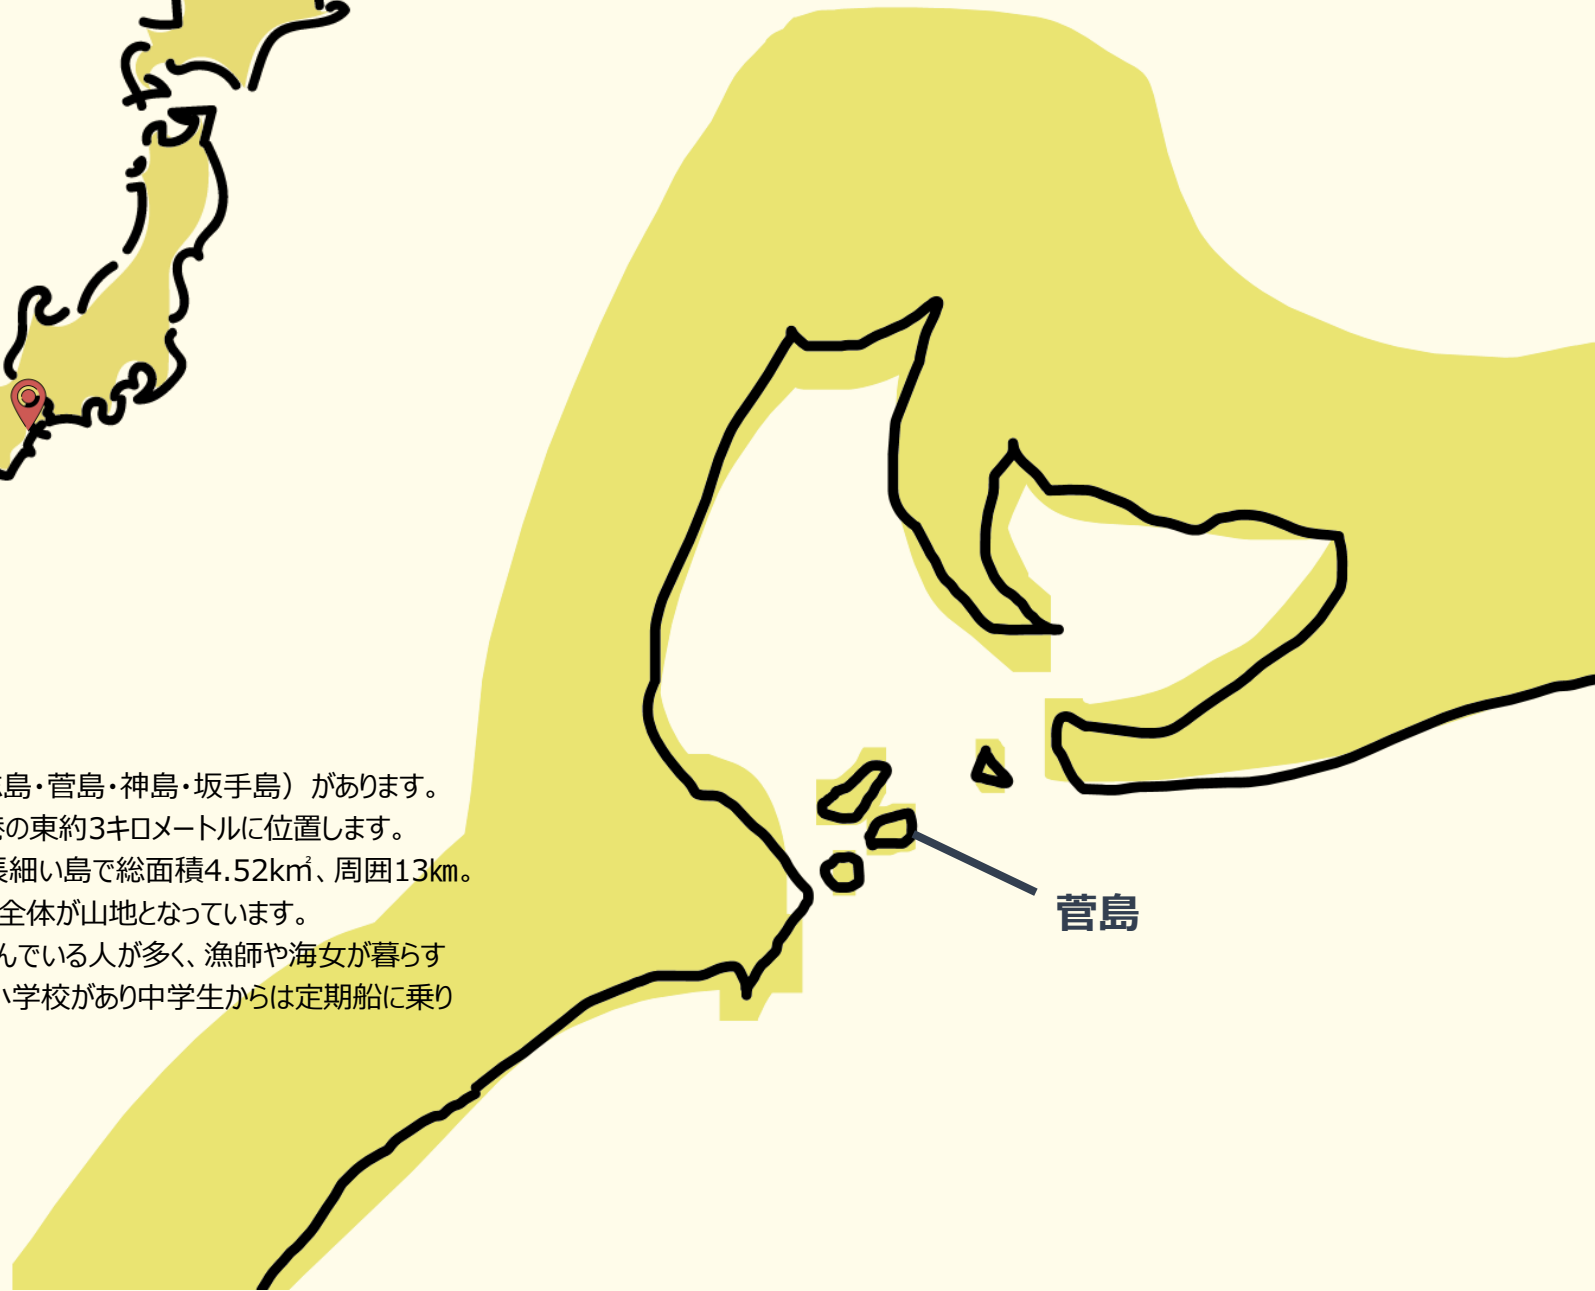 島・菅島・神島・坂手島）があります。
の東約3キロメートルに位置します。
長細い島で総面積4.52k㎡、周囲13㎞。
全体が山地となっています。
んでいる人が多く、漁師や海女が暮らす
小学校があり中学生からは定期船に乗り
菅島